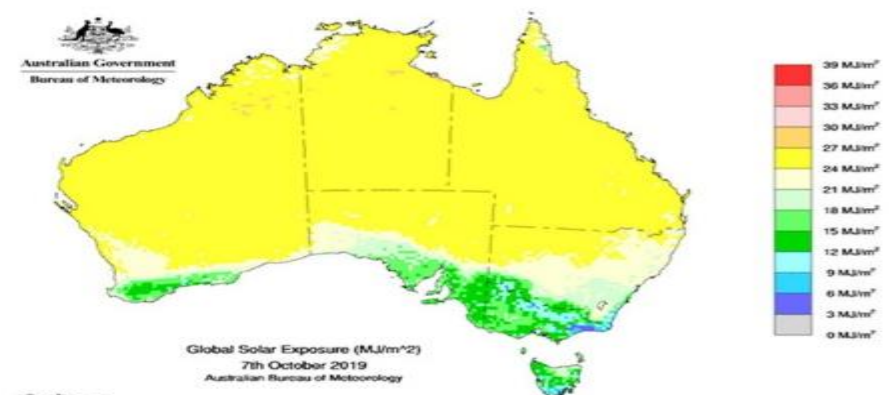 Australian Government
Bureau of Meteorology
39 MJ/m²
36 MJ/m²
33 MJ/m²
30 MJ/m²
27 MJ/m²
24 MJ/m²
21 MJ/m²
18 MJ/m²
15 MJ/m²
12 MJ/m²
9 MJ/m²
6 MJ/m²
3 MJ/m²
0 MJ/m²
Global Solar Exposure (MJ/m^2)
7th October 2019
Australian Bureau of Meteorology